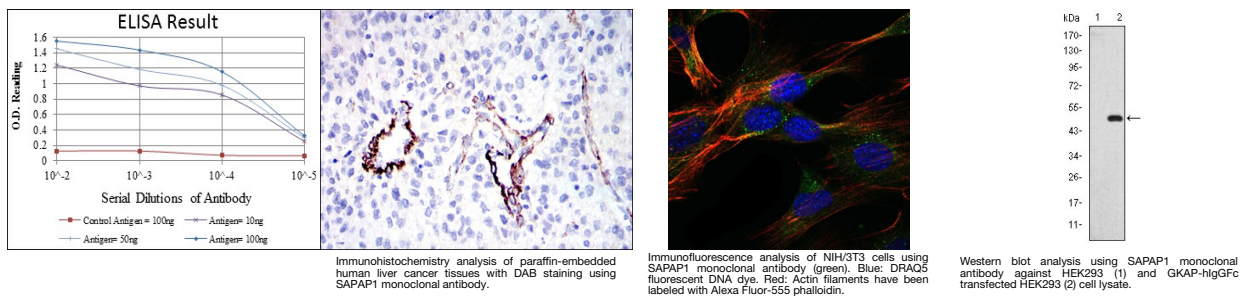 ELISA Result
O.D. Reading
1.6
1.4
1.2
1
0.8
0.6
0.4
0.2
0
10^-2 10^-3 10^-4 10^-5
Serial Dilutions of Antibody
Control Antigen = 100ng
Antigen= 10ng
Antigen= 50ng
Antigen= 100ng
Immunohistochemistry analysis of paraffin-embedded
human liver cancer tissues with DAB staining using
SAPAP1 monoclonal antibody.
Immunofluorescence analysis of NIH/3T3 cells using
SAPAP1 monoclonal antibody (green). Blue: DRAQ5
fluorescent DNA dye. Red: Actin filaments have been
labeled with Alexa Fluor-555 phalloidin.
kDa 1 2
170-
130-
95-
72-
55-
43-
34-
26-
17-
11-
Western blot analysis using SAPAP1 monoclonal
antibody against HEK293 (1) and GKAP-hIgGFc
transfected HEK293 (2) cell lysate.